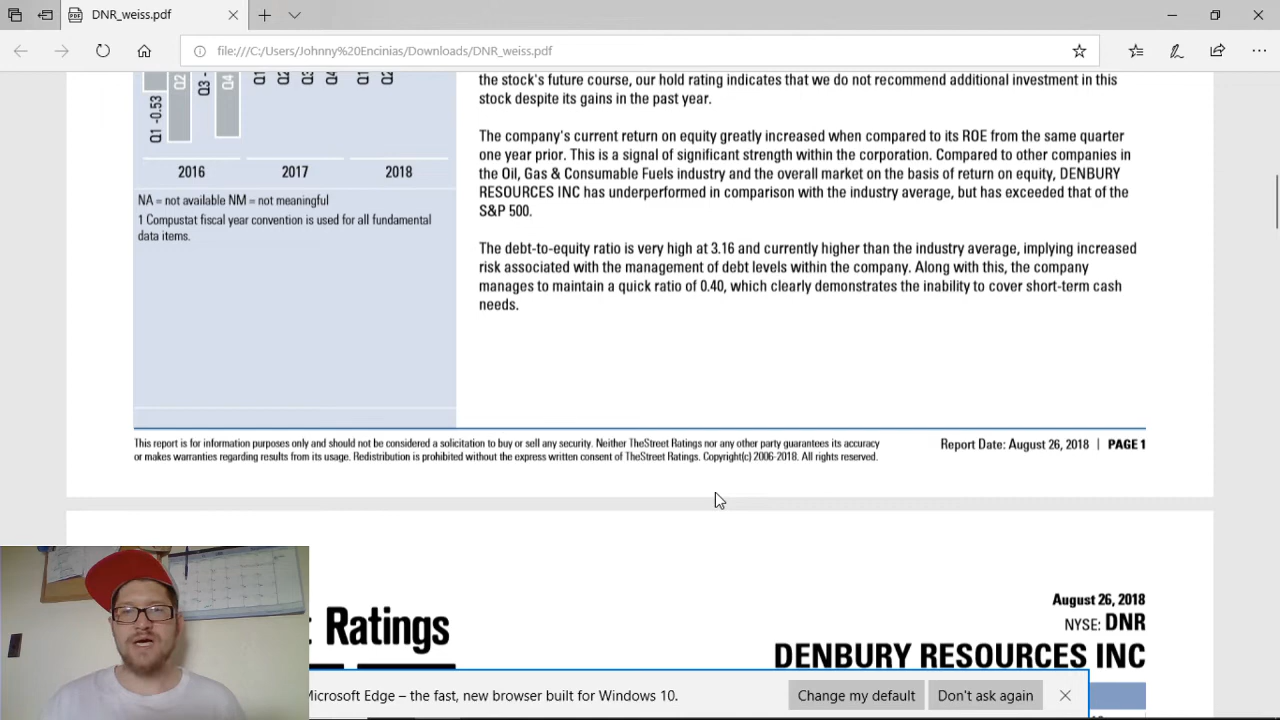 DNR_weiss.pdf
file:///C:/Users/Johnny%20Encinias/Downloads/DNR_weiss.pdf
Q1 -0.53
Q2
Q3 -
Q4
Q1
Q2
Q3
Q4
Q1
Q2
2016
2017
2018
NA = not available NM = not meaningful
1 Compustat fiscal year convention is used for all fundamental
data items.
the stock's future course, our hold rating indicates that we do not recommend additional investment in this
stock despite its gains in the past year.
The company's current return on equity greatly increased when compared to its ROE from the same quarter
one year prior. This is a signal of significant strength within the corporation. Compared to other companies in
the Oil, Gas & Consumable Fuels industry and the overall market on the basis of return on equity, DENBURY
RESOURCES INC has underperformed in comparison with the industry average, but has exceeded that of the
S&P 500.
The debt-to-equity ratio is very high at 3.16 and currently higher than the industry average, implying increased
risk associated with the management of debt levels within the company. Along with this, the company
manages to maintain a quick ratio of 0.40, which clearly demonstrates the inability to cover short-term cash
needs.
This report is for information purposes only and should not be considered a solicitation to buy or sell any security. Neither TheStreet Ratings nor any other party guarantees its accuracy
or makes warranties regarding results from its usage. Redistribution is prohibited without the express written consent of TheStreet Ratings. Copyright(c) 2006-2018. All rights reserved.
Report Date: August 26, 2018 | PAGE 1
Ratings
August 26, 2018
NYSE: DNR
DENBURY RESOURCES INC
Microsoft Edge – the fast, new browser built for Windows 10.
Change my default
Don't ask again